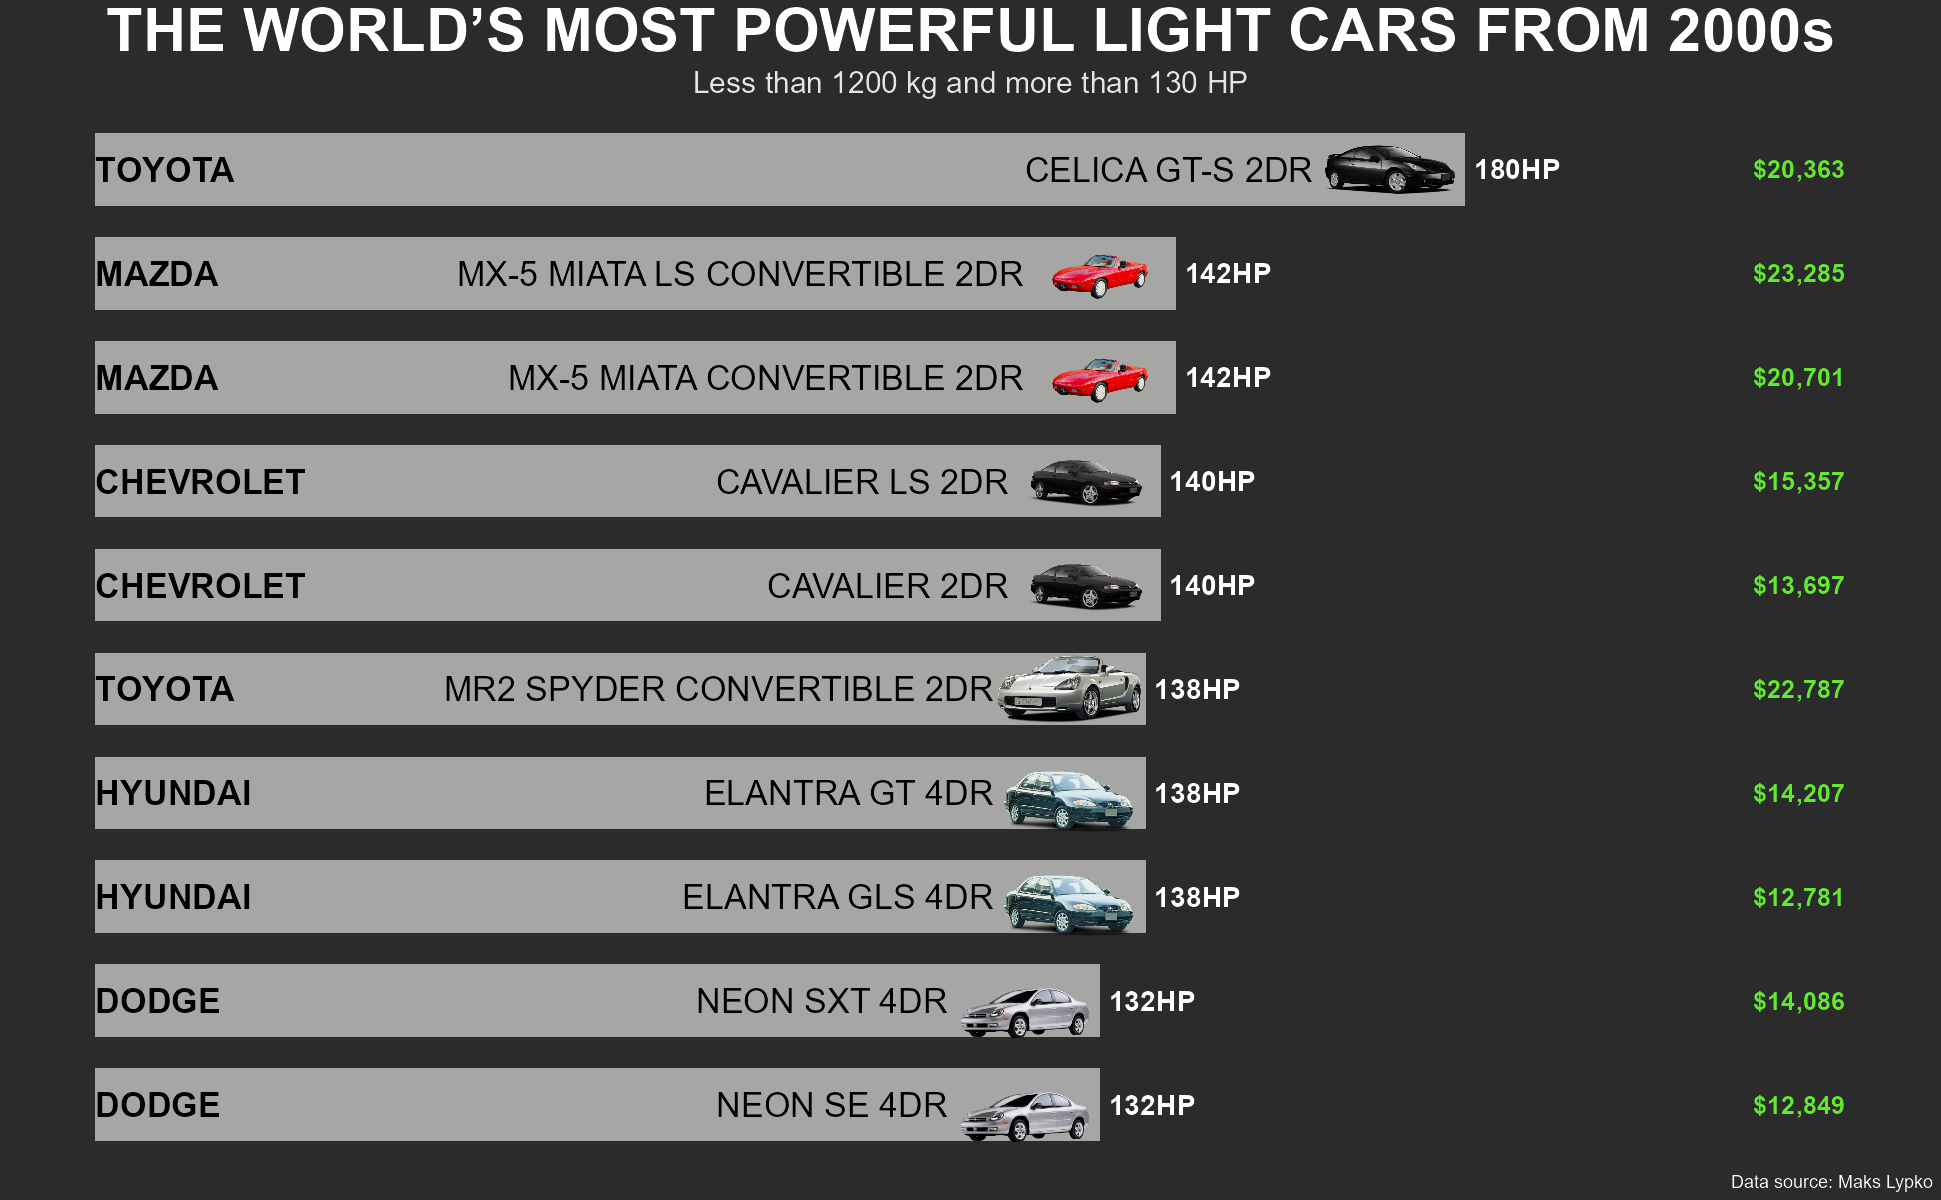 THE WORLD’S MOST POWERFUL LIGHT CARS FROM 2000s
Less than 1200 kg and more than 130 HP
TOYOTA CELICA GT-S 2DR 180HP $20,363
MAZDA MX-5 MIATA LS CONVERTIBLE 2DR 142HP $23,285
MAZDA MX-5 MIATA CONVERTIBLE 2DR 142HP $20,701
CHEVROLET CAVALIER LS 2DR 140HP $15,357
CHEVROLET CAVALIER 2DR 140HP $13,697
TOYOTA MR2 SPYDER CONVERTIBLE 2DR 138HP $22,787
HYUNDAI ELANTRA GT 4DR 138HP $14,207
HYUNDAI ELANTRA GLS 4DR 138HP $12,781
DODGE NEON SXT 4DR 132HP $14,086
DODGE NEON SE 4DR 132HP $12,849
Data source: Maks Lypko